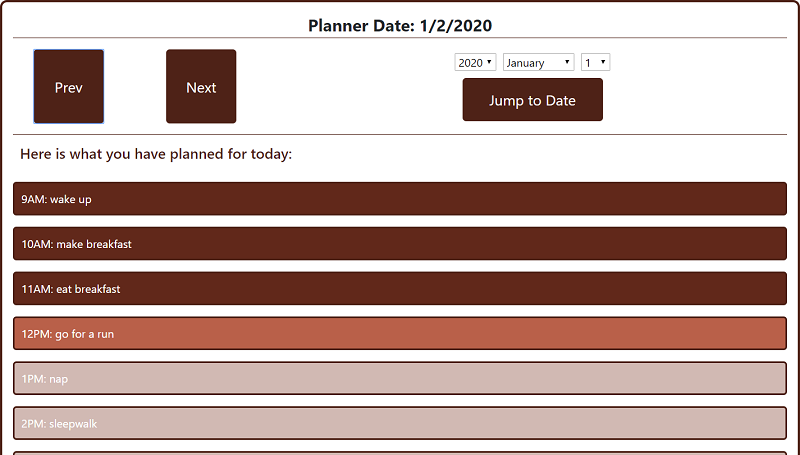 Planner Date: 1/2/2020
Prev
Next
2020
January
1
Jump to Date
Here is what you have planned for today:
9AM: wake up
10AM: make breakfast
11AM: eat breakfast
12PM: go for a run
1PM: nap
2PM: sleepwalk